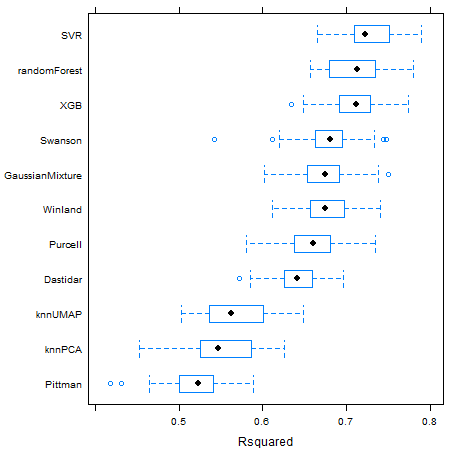 SVR
randomForest
XGB
Swanson
GaussianMixture
Winland
Purcell
Dastidar
knnUMAP
knnPCA
Pittman
0.5 0.6 0.7 0.8
Rsquared